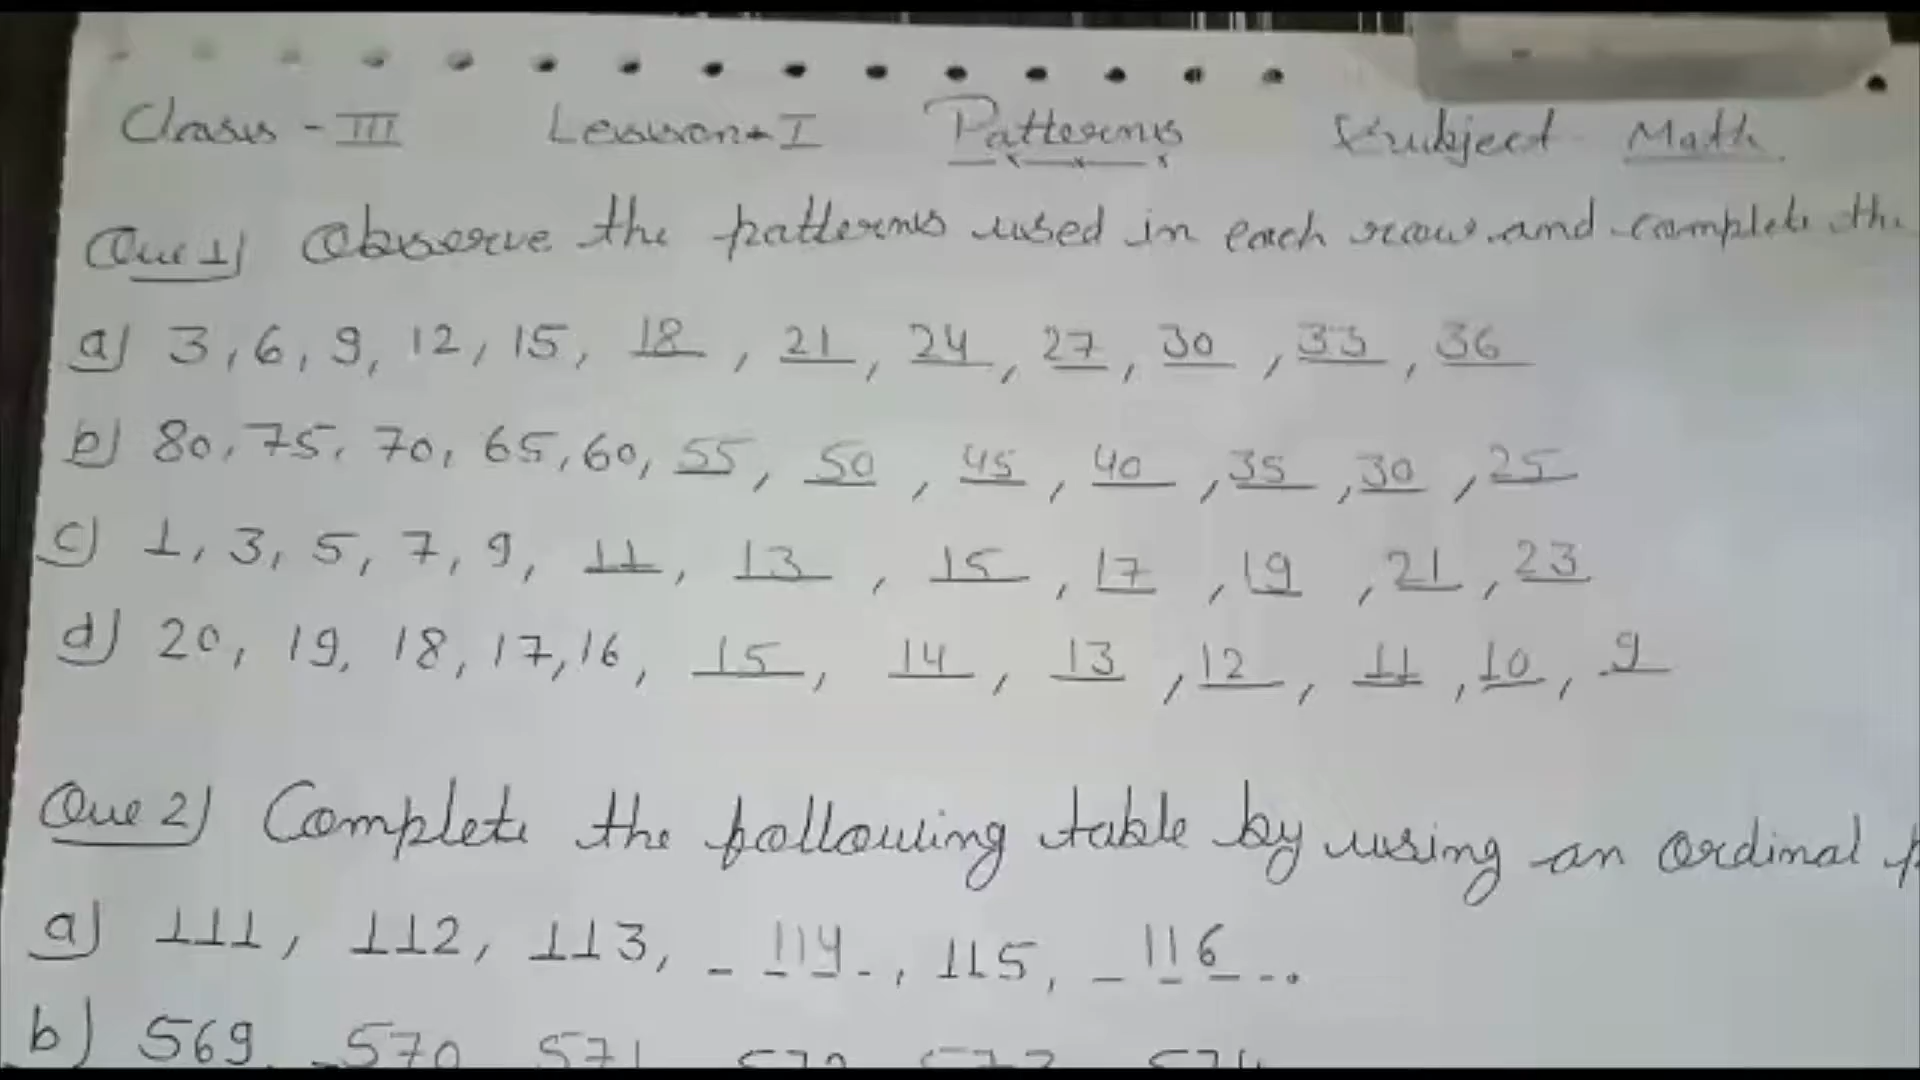 Class - III Lesson - I Patterns Subject Math
Que 1) Observe the patterns used in each row and complete the
a) 3, 6, 9, 12, 15, 18, 21, 24, 27, 30, 33, 36
b) 80, 75, 70, 65, 60, 55, 50, 45, 40, 35, 30, 25
c) 1, 3, 5, 7, 9, 11, 13, 15, 17, 19, 21, 23
d) 20, 19, 18, 17, 16, 15, 14, 13, 12, 11, 10, 9
Que 2) Complete the following table by using an ordinal
a) 111, 112, 113, 114, 115, 116.
b) 569, 570 571